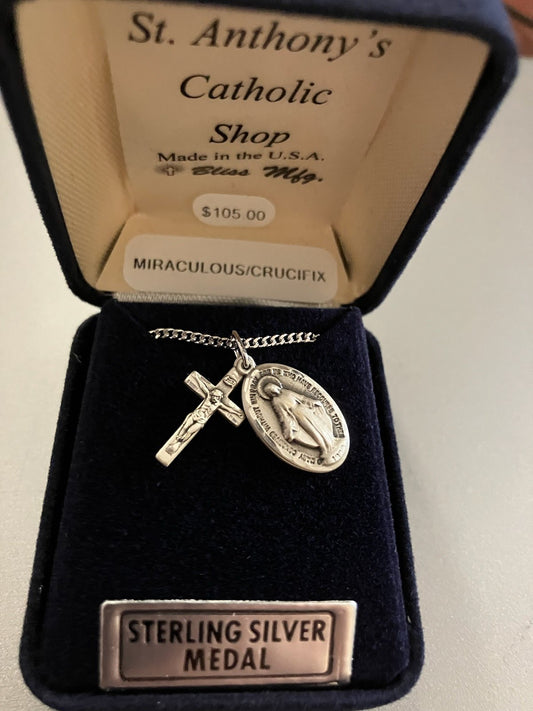 St. Anthony's
Catholic
Shop
Made in the U.S.A.
Bliss Mfg.
$105.00
MIRACULOUS/CRUCIFIX
STERLING SILVER
MEDAL